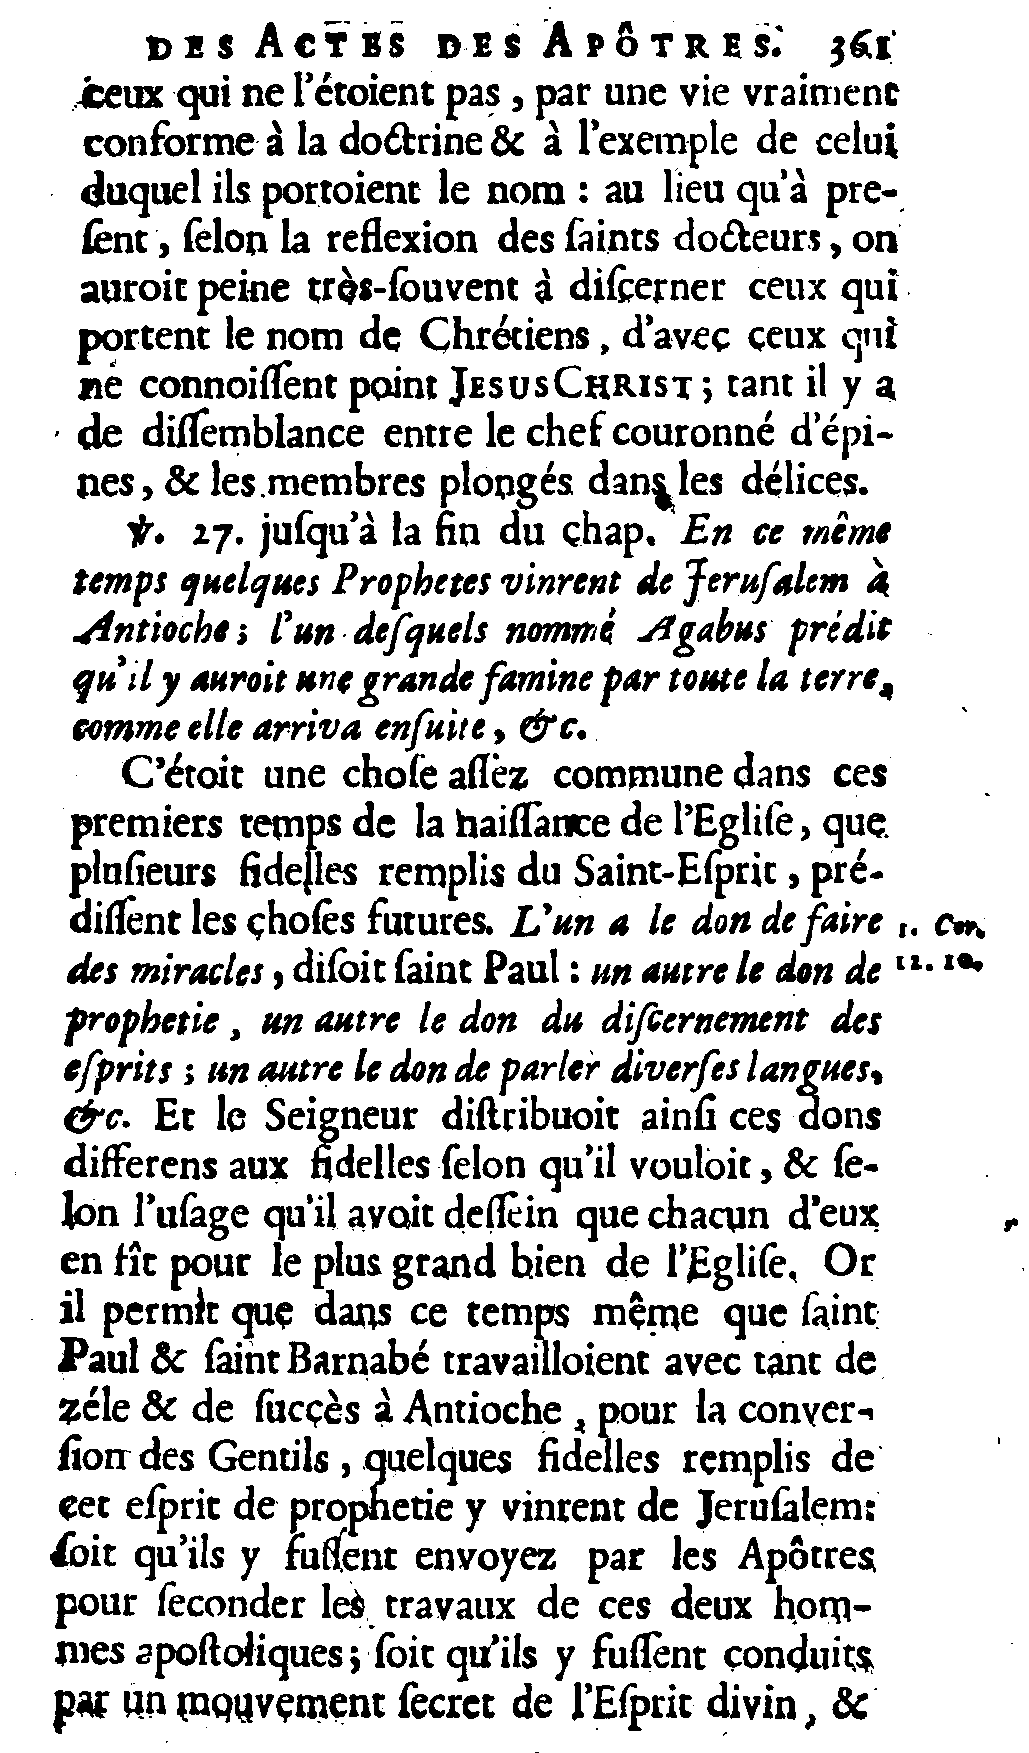 DES ACTES DES APÔTRES. 361
ceux qui ne l'étoient pas, par une vie vraiment
conforme à la doctrine & à l'exemple de celui
duquel ils portoient le nom : au lieu qu'à pre-
ſent, ſelon la reflexion des ſaints docteurs, on
auroit peine très-ſouvent à diſcerner ceux qui
portent le nom de Chrétiens, d'avec ceux qui
ne connoiſſent point JESUS CHRIST ; tant il y a
de diſſemblance entre le chef couronné d'épi-
nes, & les membres plongés dans les délices.
℣. 27. juſqu'à la fin du chap. En ce même
temps quelques Prophetes vinrent de Jeruſalem à
Antioche ; l'un deſquels nommé Agabus prédit
qu'il y auroit une grande famine par toute la terre,
comme elle arriva enſuite, &c.
C'étoit une choſe aſſez commune dans ces
premiers temps de la naiſſance de l'Egliſe, que
pluſieurs fidelles remplis du Saint-Eſprit, pré-
diſſent les choſes futures. L'un a le don de faire 1. Cor.
des miracles, diſoit ſaint Paul : un autre le don de 12. 10.
prophetie, un autre le don du diſcernement des
eſprits ; un autre le don de parler diverſes langues,
&c. Et le Seigneur diſtribuoit ainſi ces dons
differens aux fidelles ſelon qu'il vouloit, & ſe-
lon l'uſage qu'il avoit deſſein que chacun d'eux
en fît pour le plus grand bien de l'Egliſe. Or
il permit que dans ce temps même que ſaint
Paul & ſaint Barnabé travailloient avec tant de
zéle & de ſuccès à Antioche, pour la conver-
ſion des Gentils, quelques fidelles remplis de
cet eſprit de prophetie y vinrent de Jeruſalem :
ſoit qu'ils y fuſſent envoyez par les Apôtres
pour ſeconder les travaux de ces deux hom-
mes apoſtoliques ; ſoit qu'ils y fuſſent conduits
par un mouvement ſecret de l'Eſprit divin, &